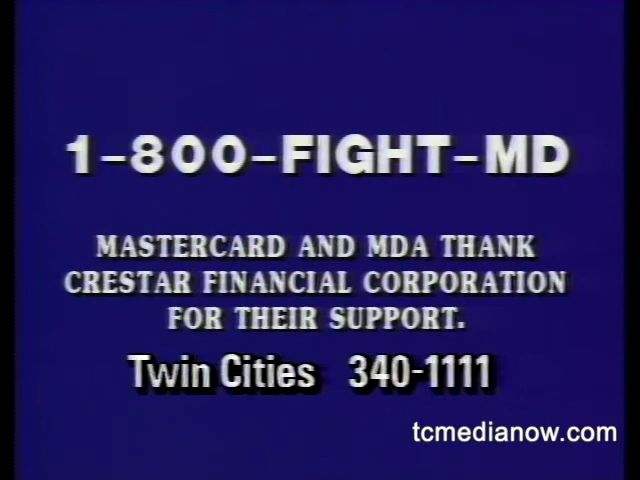 1-800-FIGHT-MD
MASTERCARD AND MDA THANK
CRESTAR FINANCIAL CORPORATION
FOR THEIR SUPPORT.
Twin Cities 340-1111
tcmedianow.com